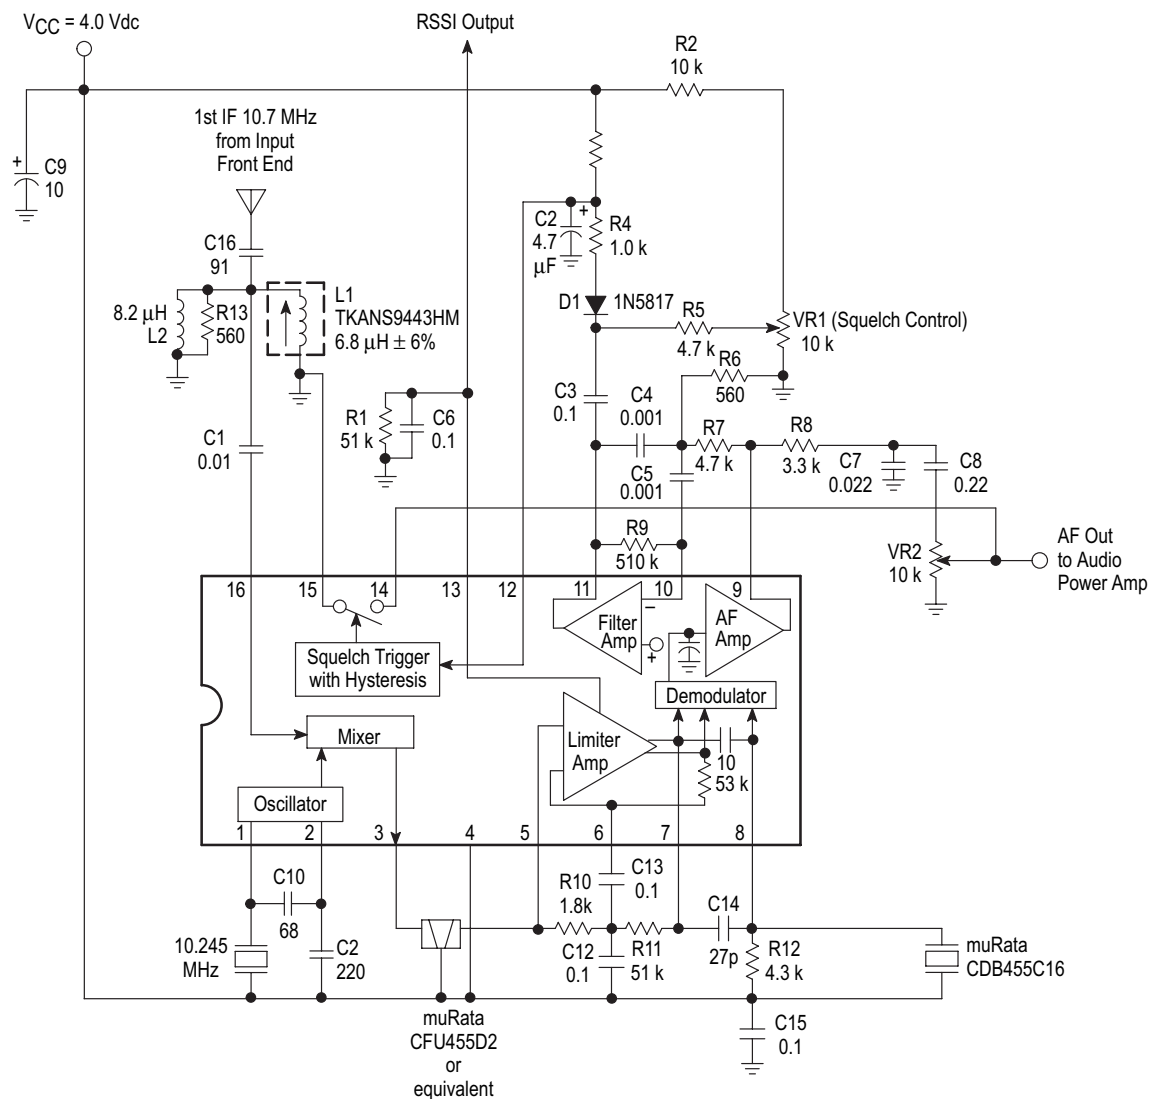 VCC = 4.0 Vdc
RSSI Output
R2
10 k
1st IF 10.7 MHz
from Input
Front End
+
C9
10
C16
91
C2
4.7
µF
+
R4
1.0 k
8.2 µH
L2
R13
560
L1
TKANS9443HM
6.8 µH ± 6%
D1
1N5817
R5
4.7 k
VR1 (Squelch Control)
10 k
R6
560
C3
0.1
C4
0.001
R1
51 k
C6
0.1
R7
4.7 k
R8
3.3 k
C1
0.01
C5
0.001
C7
0.022
C8
0.22
R9
510 k
VR2
10 k
AF Out
to Audio
Power Amp
16
15
14
13
12
11
10
9
Filter
Amp
–
+
AF
Amp
Squelch Trigger
with Hysteresis
Demodulator
Mixer
Limiter
Amp
10
53 k
Oscillator
1
2
3
4
5
6
7
8
C10
68
R10
1.8k
C13
0.1
C14
27p
10.245
MHz
C2
220
C12
0.1
R11
51 k
R12
4.3 k
muRata
CDB455C16
muRata
CFU455D2
or
equivalent
C15
0.1